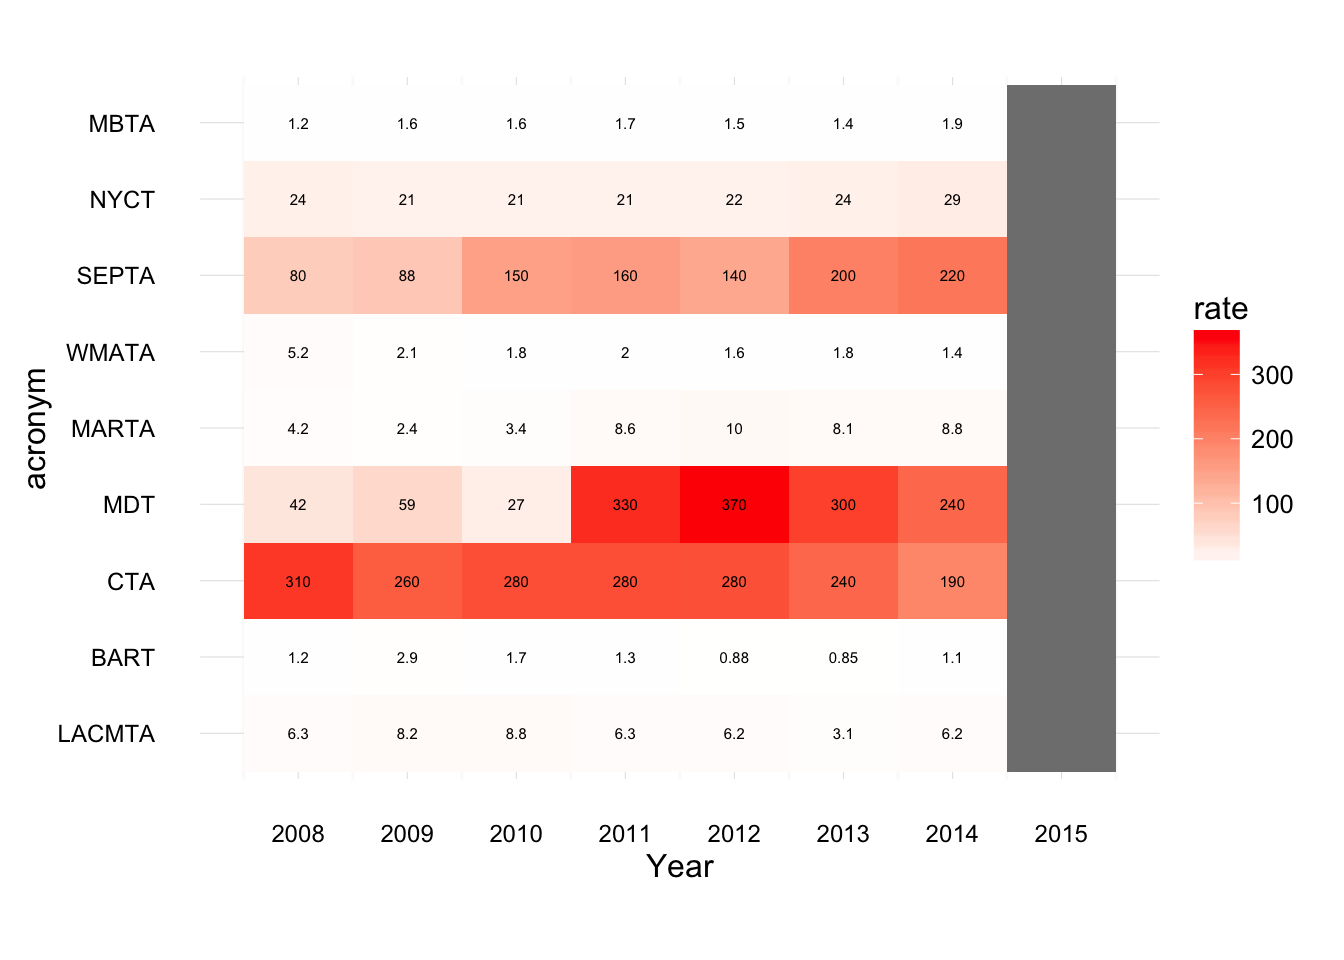 MBTA 1.2 1.6 1.6 1.7 1.5 1.4 1.9
NYCT 24 21 21 21 22 24 29
SEPTA 80 88 150 160 140 200 220
WMATA 5.2 2.1 1.8 2 1.6 1.8 1.4
MARTA 4.2 2.4 3.4 8.6 10 8.1 8.8
MDT 42 59 27 330 370 300 240
CTA 310 260 280 280 280 240 190
BART 1.2 2.9 1.7 1.3 0.88 0.85 1.1
LACMTA 6.3 8.2 8.8 6.3 6.2 3.1 6.2
acronym
2008 2009 2010 2011 2012 2013 2014 2015
Year
rate
300
200
100